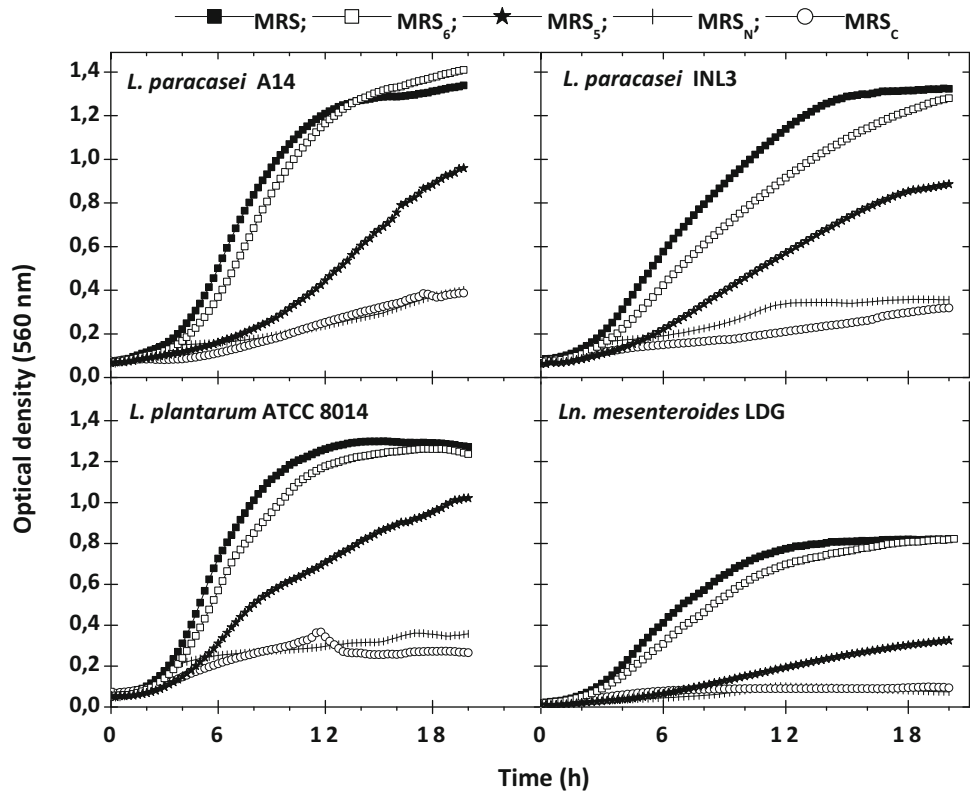 MRS; MRS₆; MRS₅; MRS_N; MRS_C
L. paracasei A14
L. paracasei INL3
1,4
1,2
1,0
0,8
0,6
0,4
0,2
0,0
L. plantarum ATCC 8014
Ln. mesenteroides LDG
1,4
1,2
1,0
0,8
0,6
0,4
0,2
0,0
0 6 12 18
0 6 12 18
Optical density (560 nm)
Time (h)